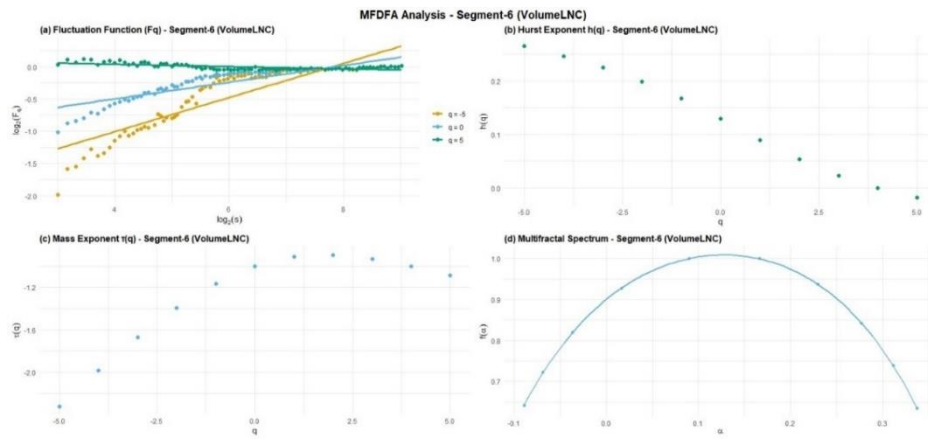 MFDFA Analysis - Segment-6 (VolumeLNC)
(a) Fluctuation Function (Fq) - Segment-6 (VolumeLNC)
0.0
-0.5
-1.0
-1.5
-2.0
log₂(Fq)
4
6
8
log₂(s)
q = -5
q = 0
q = 5
(b) Hurst Exponent h(q) - Segment-6 (VolumeLNC)
0.2
0.1
0.0
h(q)
-5.0
-2.5
0.0
2.5
5.0
q
(c) Mass Exponent τ(q) - Segment-6 (VolumeLNC)
-1.2
-1.6
-2.0
τ(q)
-5.0
-2.5
0.0
2.5
5.0
q
(d) Multifractal Spectrum - Segment-6 (VolumeLNC)
1.0
0.9
0.8
0.7
f(α)
-0.1
0.0
0.1
0.2
0.3
α